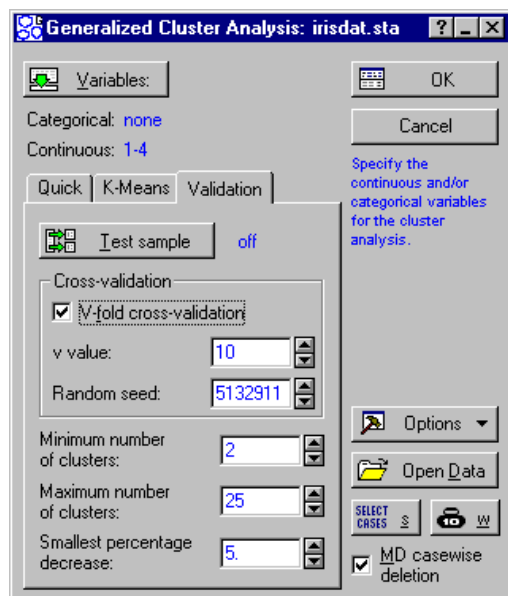 Generalized Cluster Analysis: irisdat.sta
Variables:
Categorical: none
Continuous: 1-4
Quick
K-Means
Validation
Test sample
off
Cross-validation
V-fold cross-validation
v value:
10
Random seed:
5132911
Minimum number
of clusters:
2
Maximum number
of clusters:
25
Smallest percentage
decrease:
5.
OK
Cancel
Specify the
continuous and/or
categorical variables
for the cluster
analysis.
Options
Open Data
SELECT
CASES S
W
MD casewise
deletion